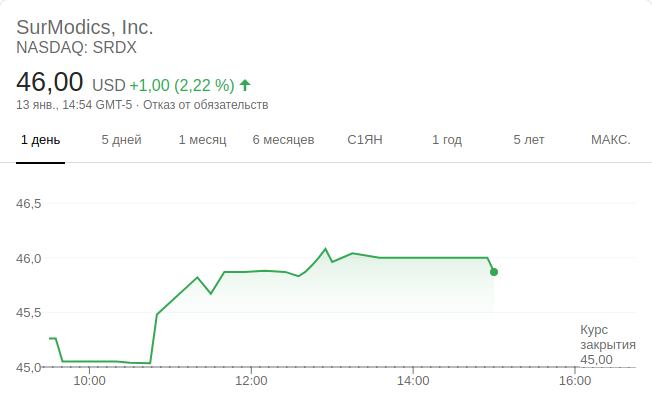 SurModics, Inc.
NASDAQ: SRDX
46,00 USD +1,00 (2,22 %)
13 янв., 14:54 GMT-5 · Отказ от обязательств
1 день 5 дней 1 месяц 6 месяцев С1ЯН 1 год 5 лет МАКС.
46,5
46,0
45,5
Курс
закрытия
45,00
45,0
10:00 12:00 14:00 16:00